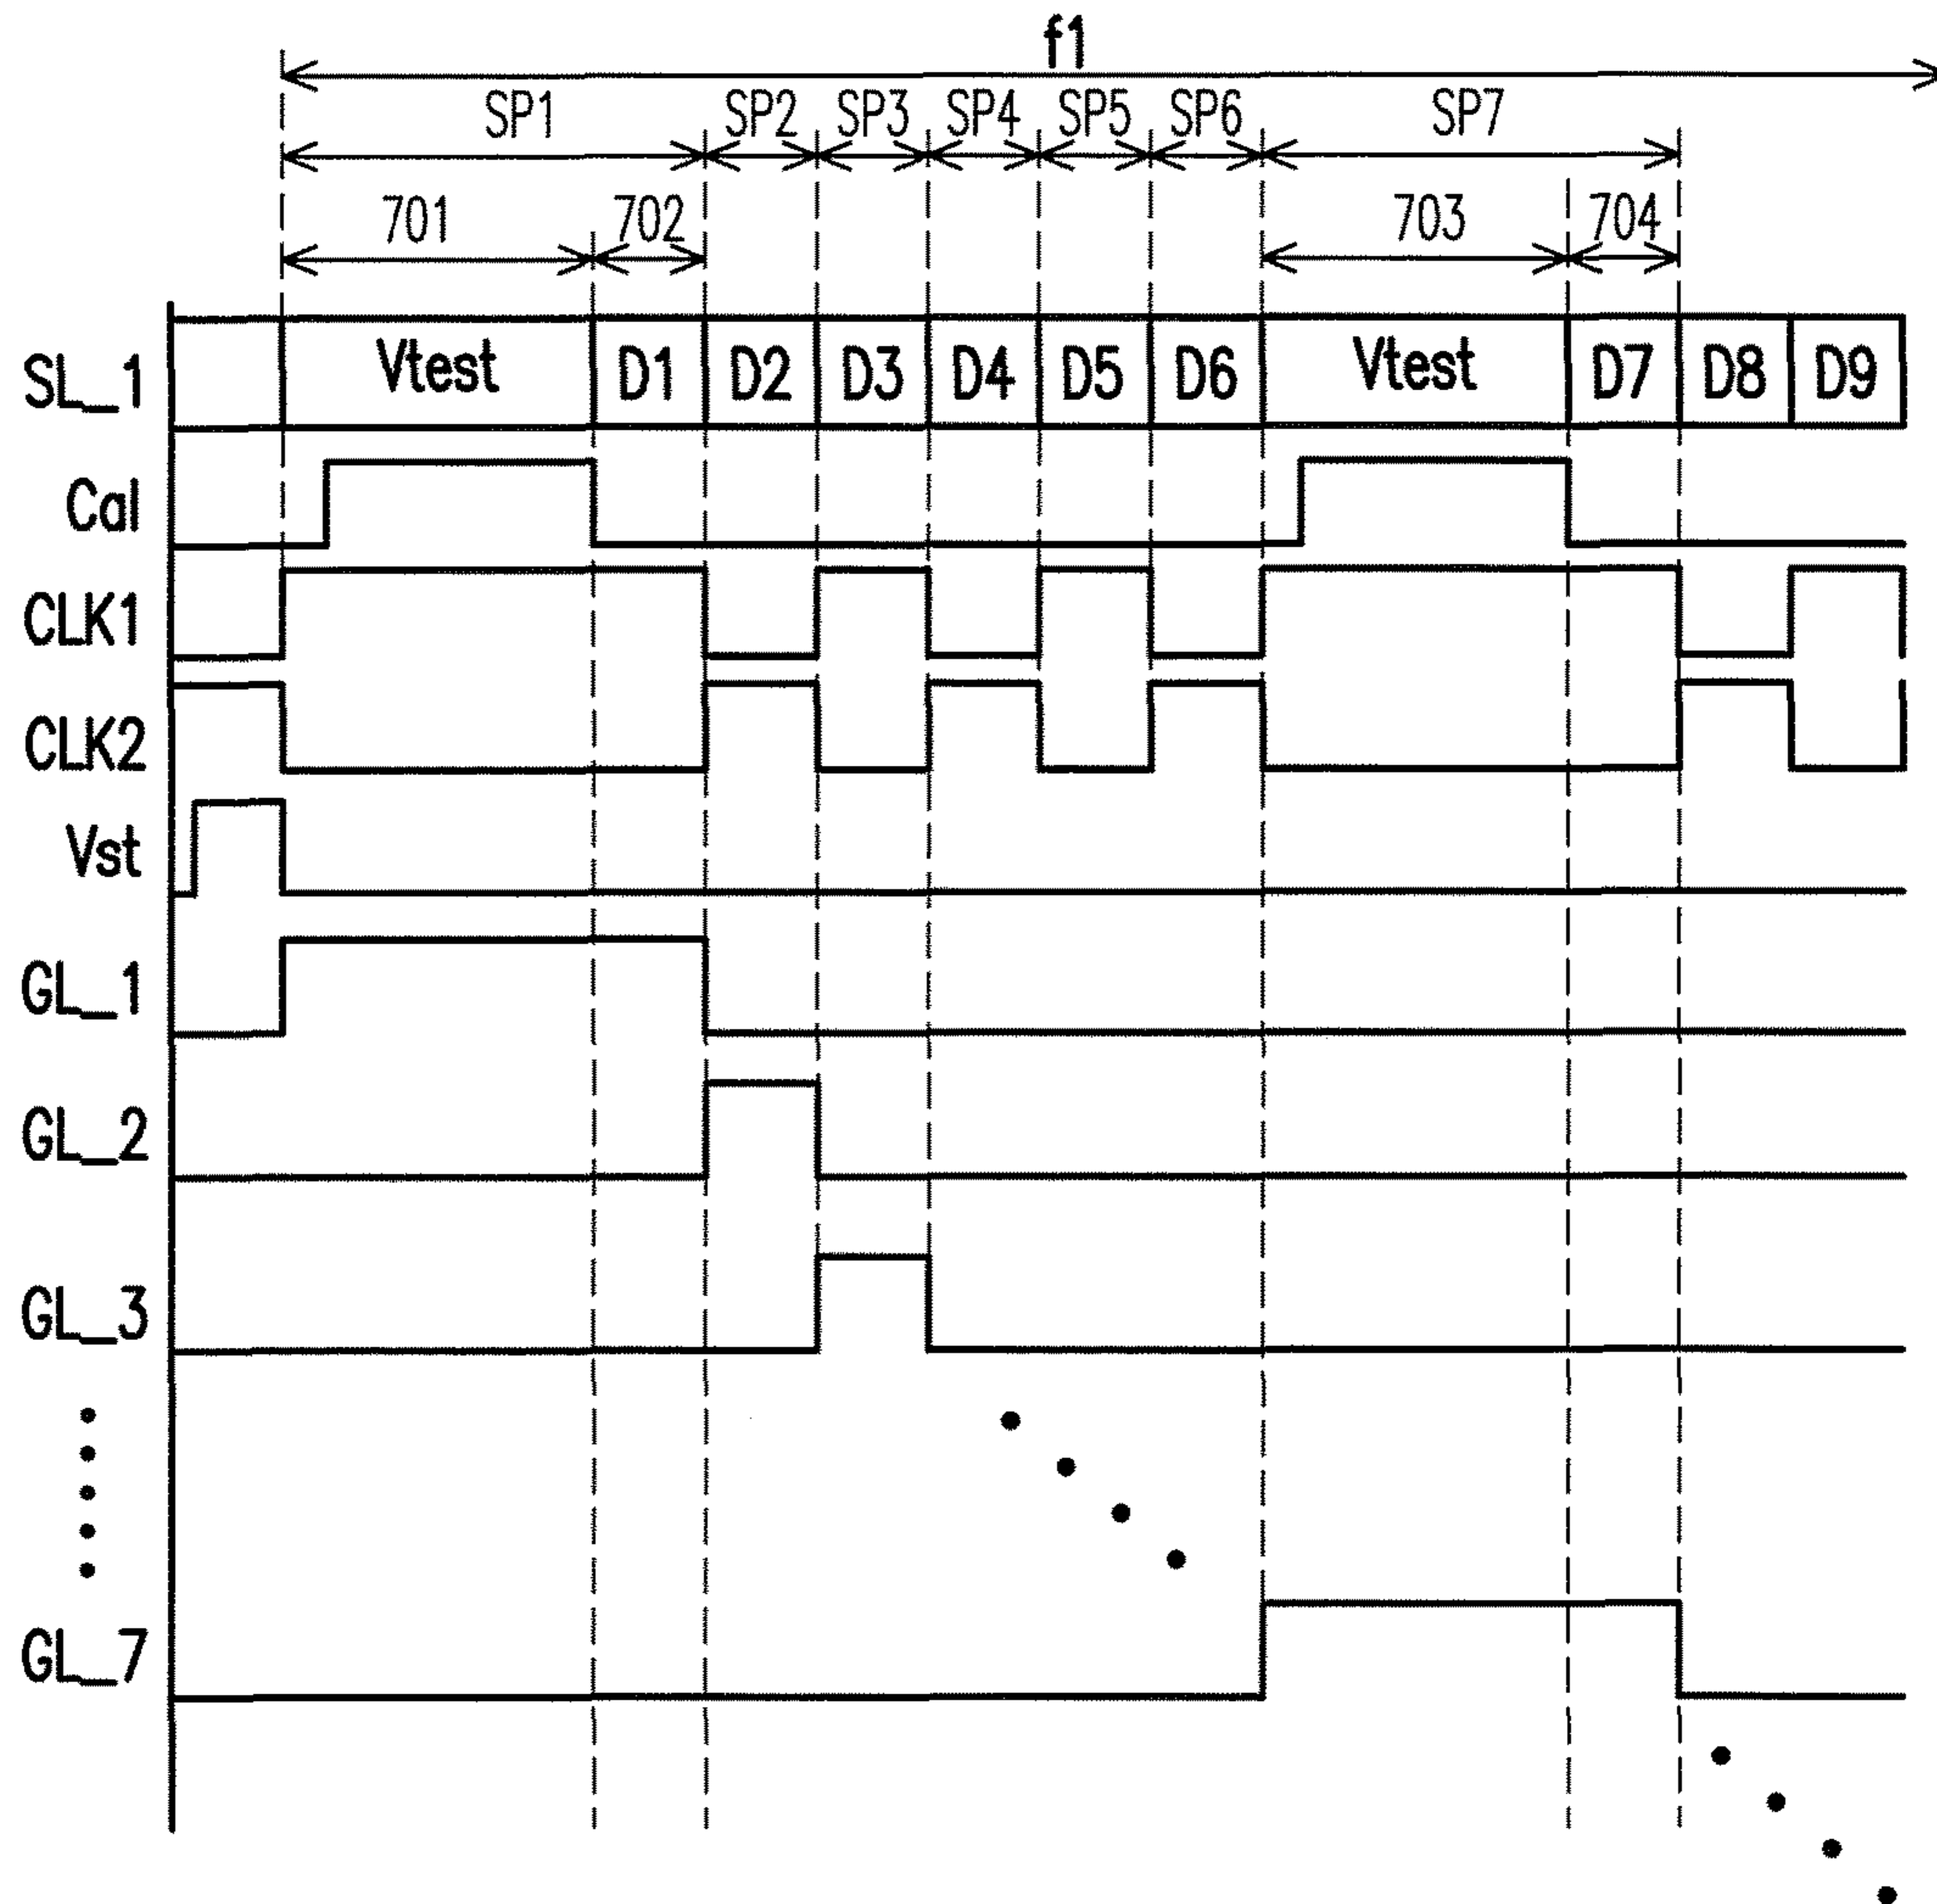 f1
SP1 SP2 SP3 SP4 SP5 SP6 SP7
701 702 703 704
SL_1 Vtest D1 D2 D3 D4 D5 D6 Vtest D7 D8 D9
Cal
CLK1
CLK2
Vst
GL_1
GL_2
GL_3
GL_7